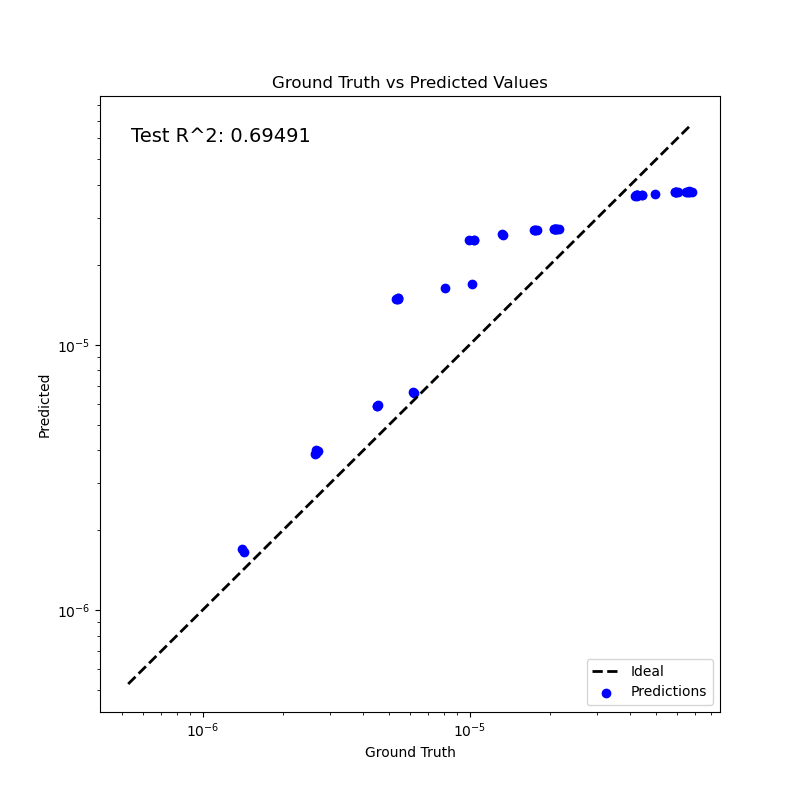 Ground Truth vs Predicted Values
Test R^2: 0.69491
Predicted
10⁻⁵
10⁻⁶
10⁻⁶
10⁻⁵
Ground Truth
Ideal
Predictions